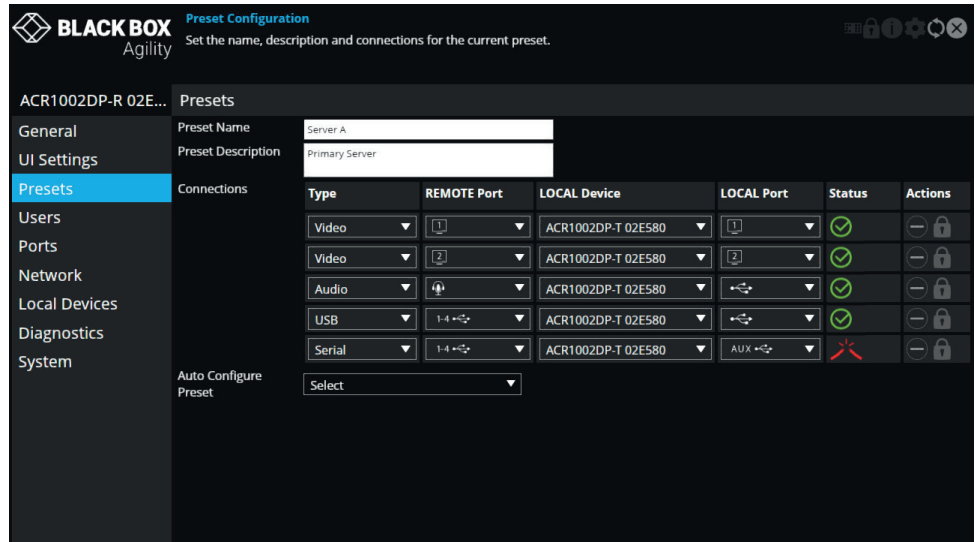 BLACK BOX
Agility
Preset Configuration
Set the name, description and connections for the current preset.
ACR1002DP-R 02E...
Presets
General
UI Settings
Presets
Users
Ports
Network
Local Devices
Diagnostics
System
Preset Name
Server A
Preset Description
Primary Server
Connections
Type REMOTE Port LOCAL Device LOCAL Port Status Actions
Video 1 ACR1002DP-T 02E580 1
Video 2 ACR1002DP-T 02E580 2
Audio ACR1002DP-T 02E580
USB 1-4 ACR1002DP-T 02E580
Serial 1-4 ACR1002DP-T 02E580 AUX
Auto Configure
Preset
Select